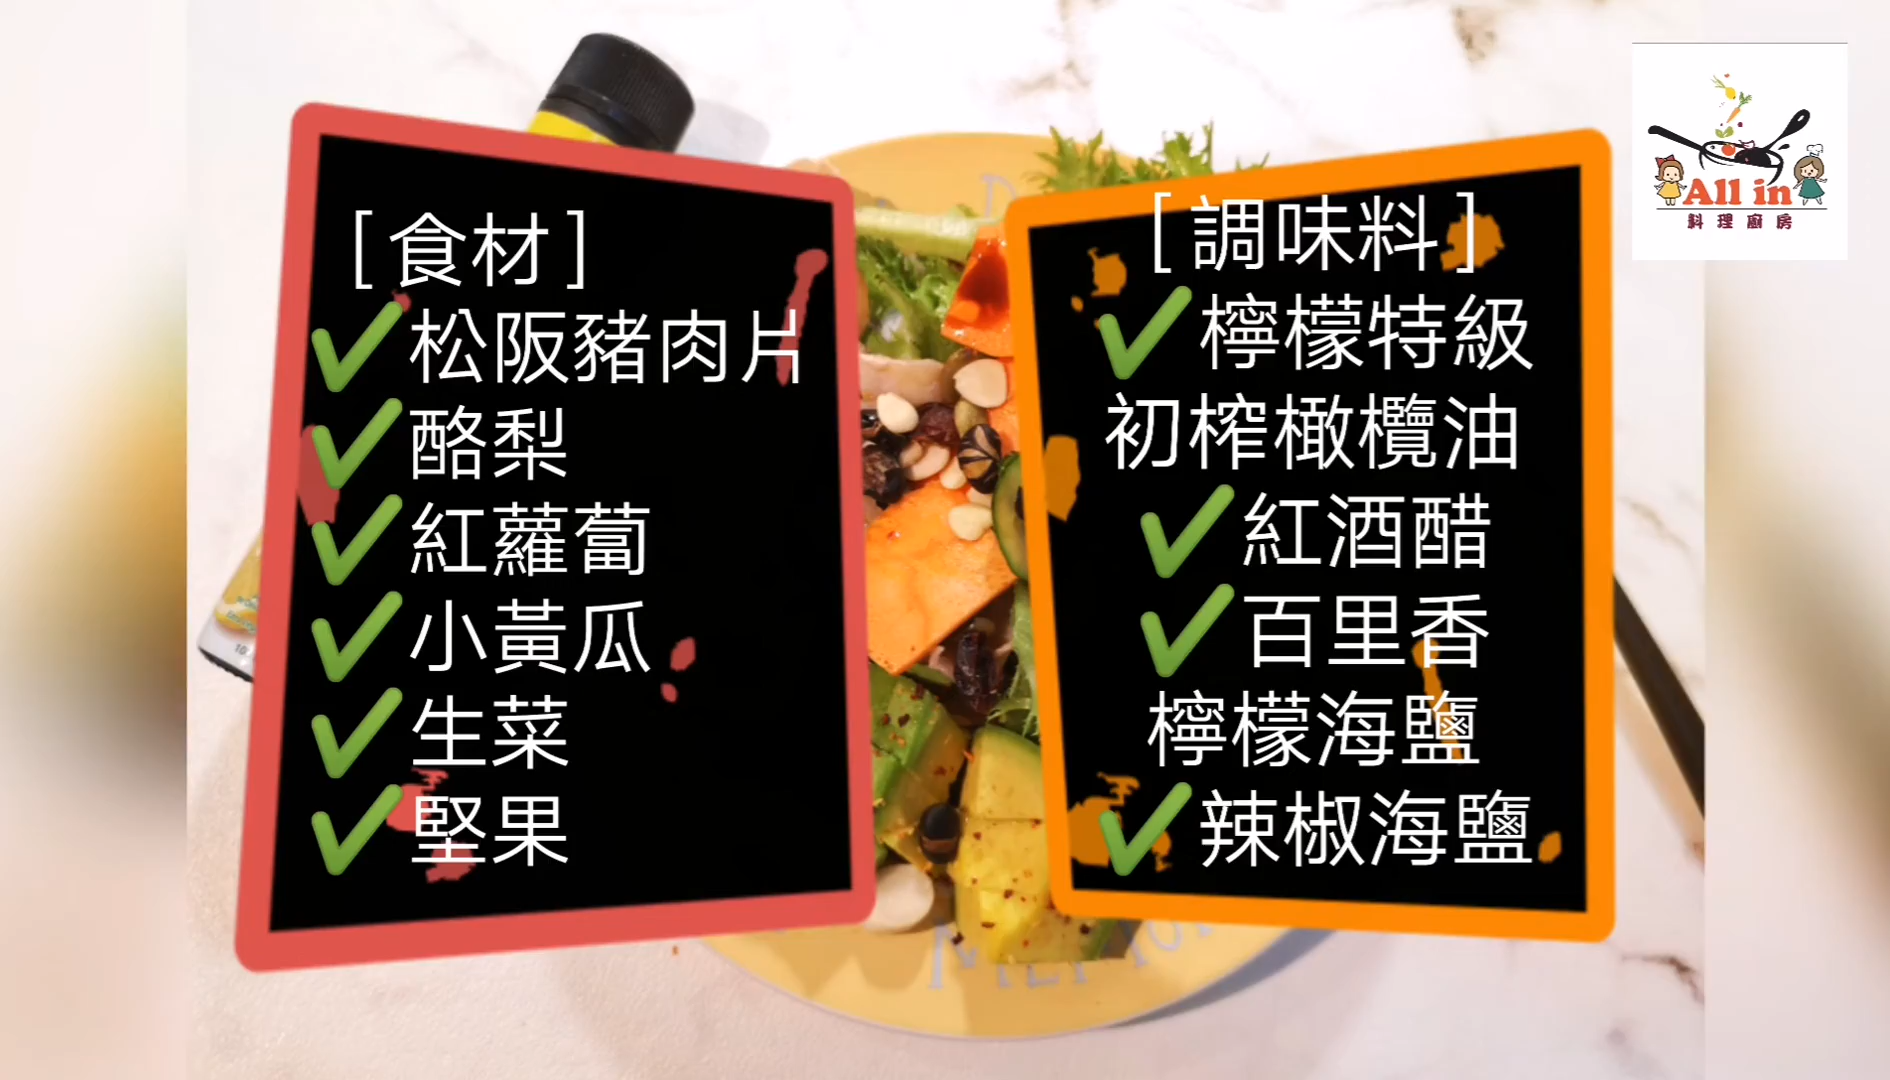 [食材]
✔松阪豬肉片
✔酪梨
✔紅蘿蔔
✔小黃瓜
✔生菜
✔堅果
[調味料]
✔檸檬特級
初榨橄欖油
✔紅酒醋
✔百里香
檸檬海鹽
✔辣椒海鹽
All in
料理廚房